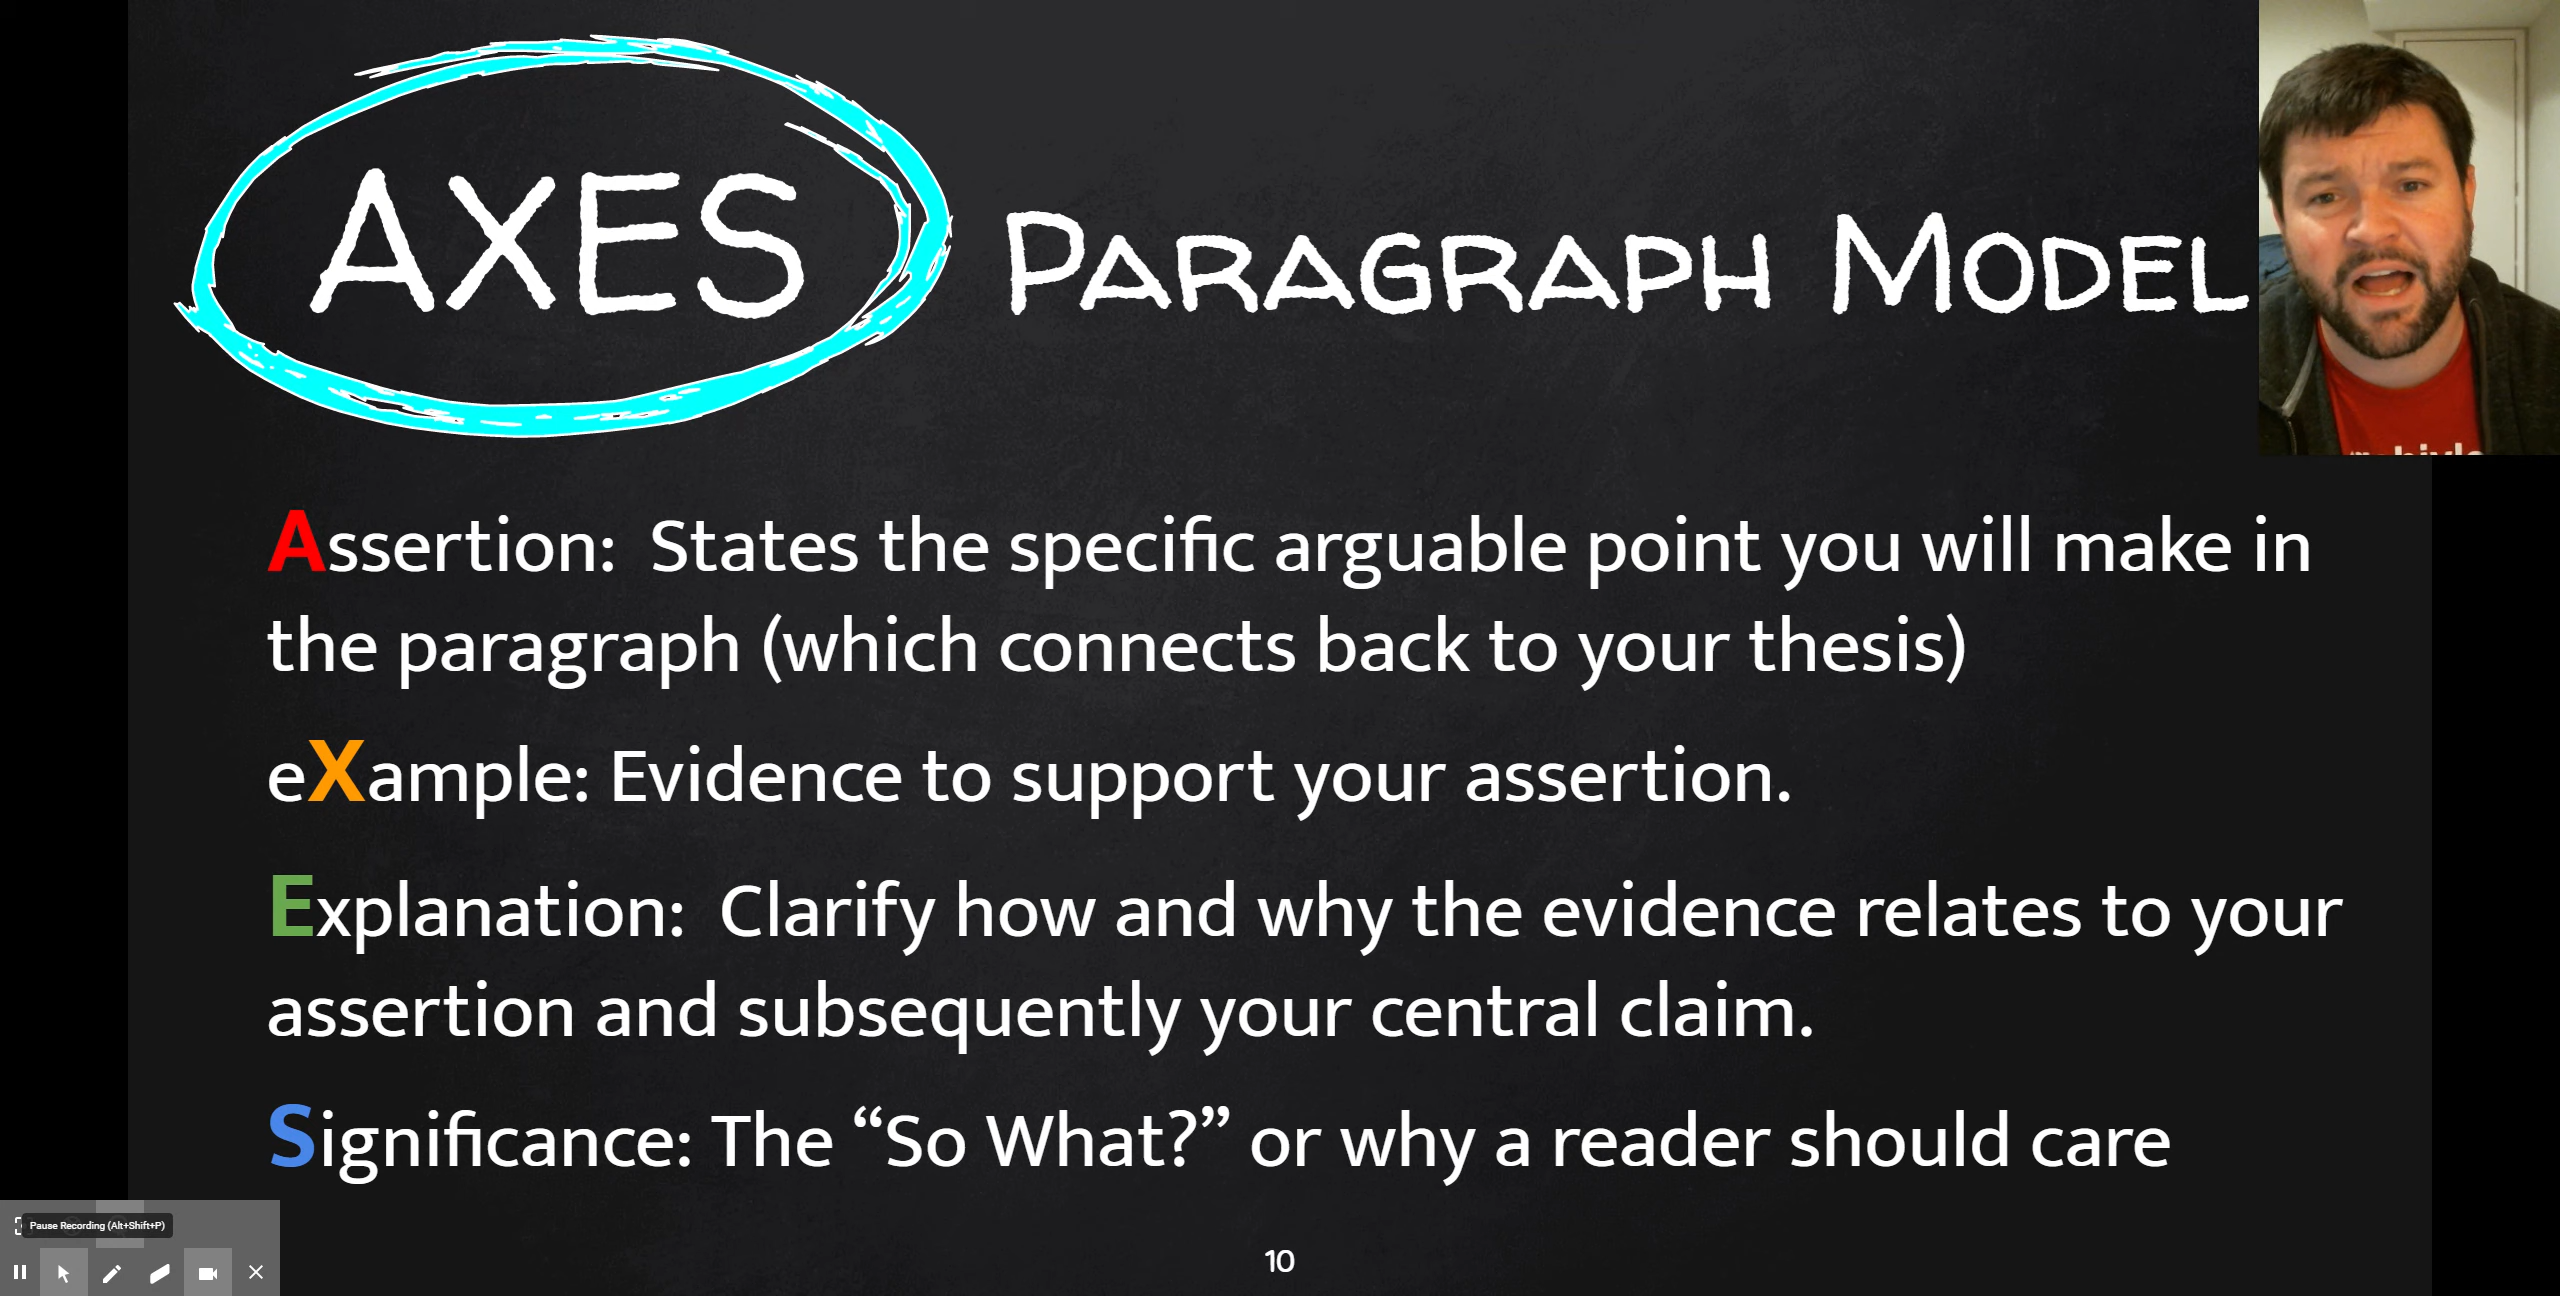 AXES PARAGRAPH MODEL
Assertion:  States the specific arguable point you will make in
the paragraph (which connects back to your thesis)
eXample: Evidence to support your assertion.
Explanation:  Clarify how and why the evidence relates to your
assertion and subsequently your central claim.
Significance: The “So What?” or why a reader should care
Pause Recording (Alt+Shift+P)
10